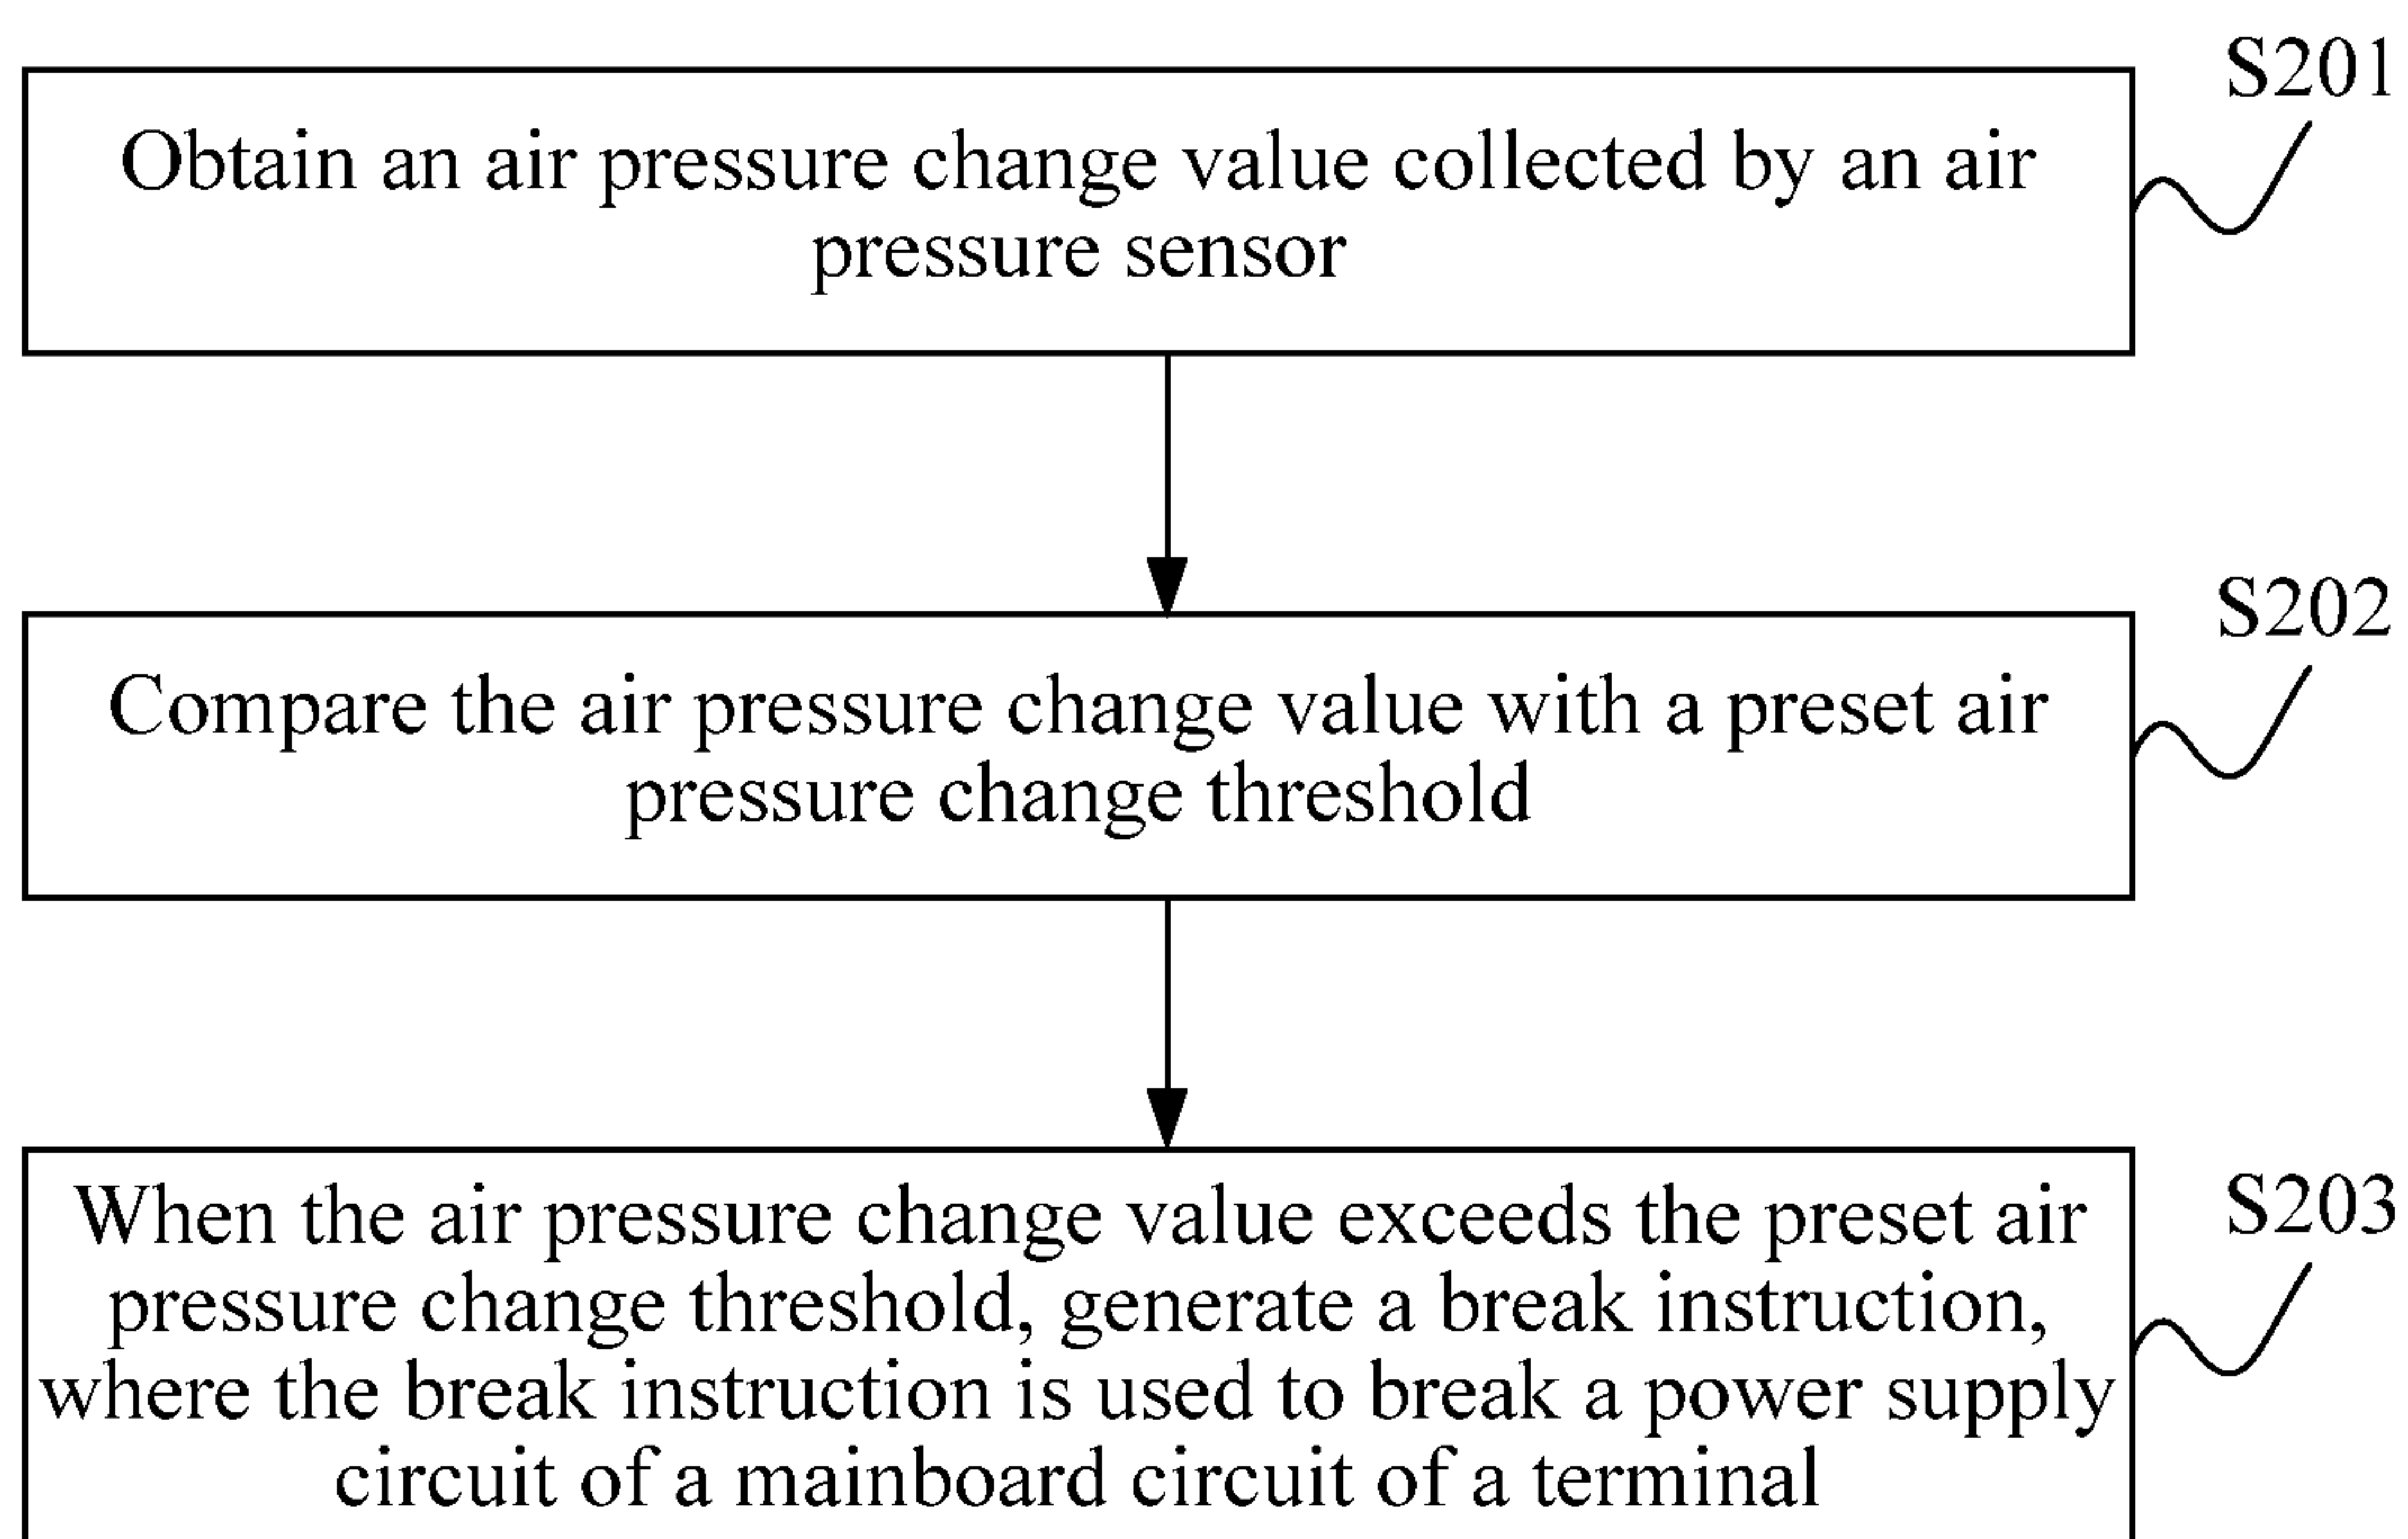 S201
Obtain an air pressure change value collected by an air
pressure sensor
S202
Compare the air pressure change value with a preset air
pressure change threshold
S203
When the air pressure change value exceeds the preset air
pressure change threshold, generate a break instruction,
where the break instruction is used to break a power supply
circuit of a mainboard circuit of a terminal